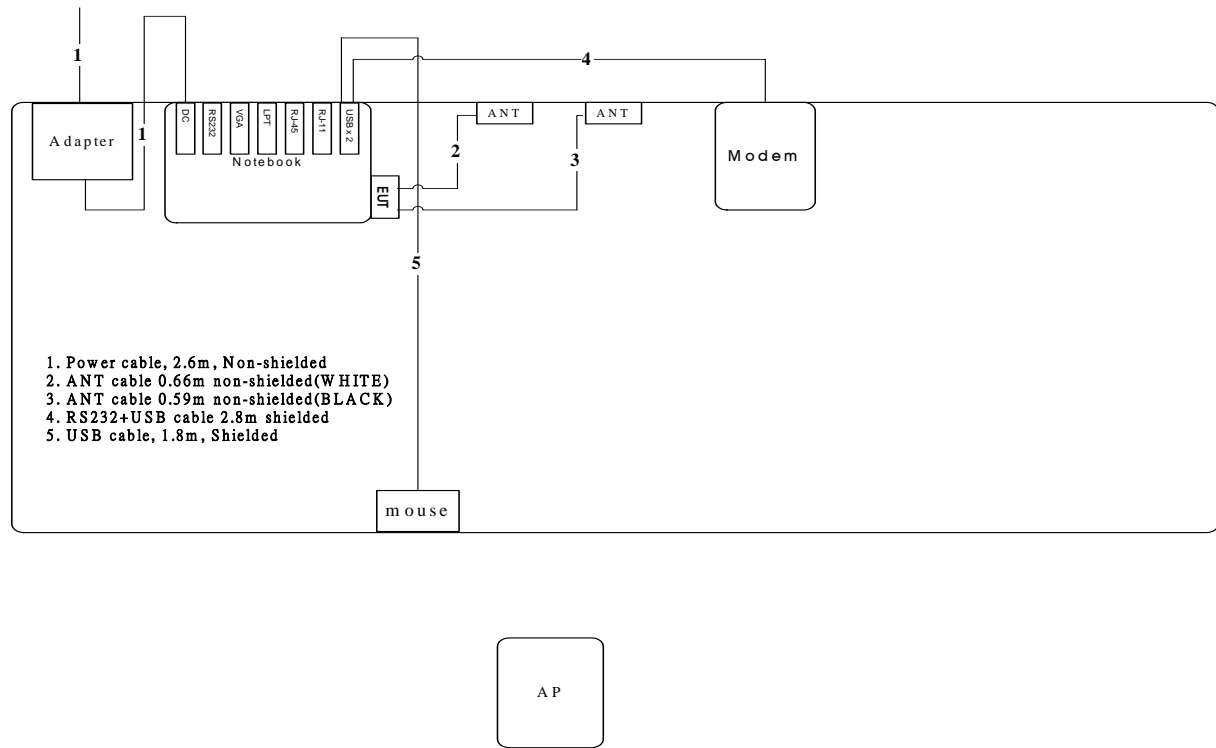 1
4
1
Adapter
DC
RS232
VGA
LPT
RJ-45
RJ-11
USB x 2
Notebook
EUT
ANT
ANT
2
3
Modem
5
1. Power cable, 2.6m, Non-shielded
2. ANT cable 0.66m non-shielded(WHITE)
3. ANT cable 0.59m non-shielded(BLACK)
4. RS232+USB cable 2.8m shielded
5. USB cable, 1.8m, Shielded
mouse
AP